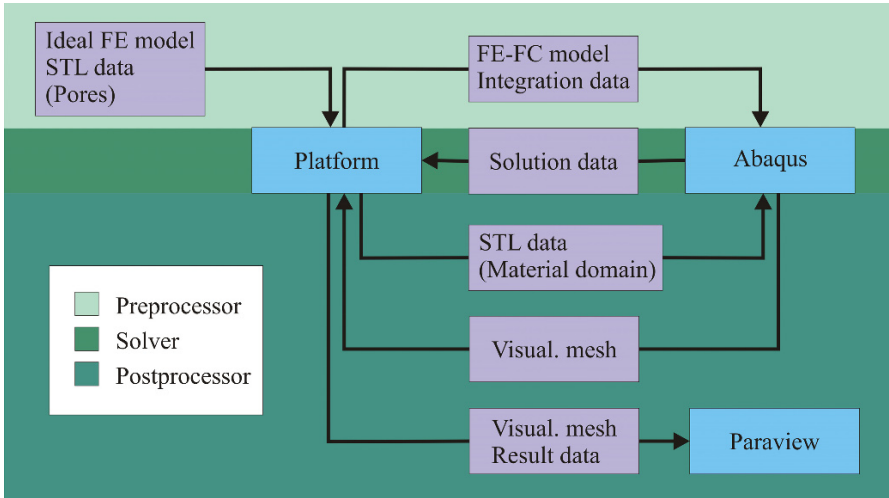 Ideal FE model
STL data
(Pores)
FE-FC model
Integration data
Platform
Solution data
Abaqus
STL data
(Material domain)
Preprocessor
Solver
Postprocessor
Visual. mesh
Visual. mesh
Result data
Paraview